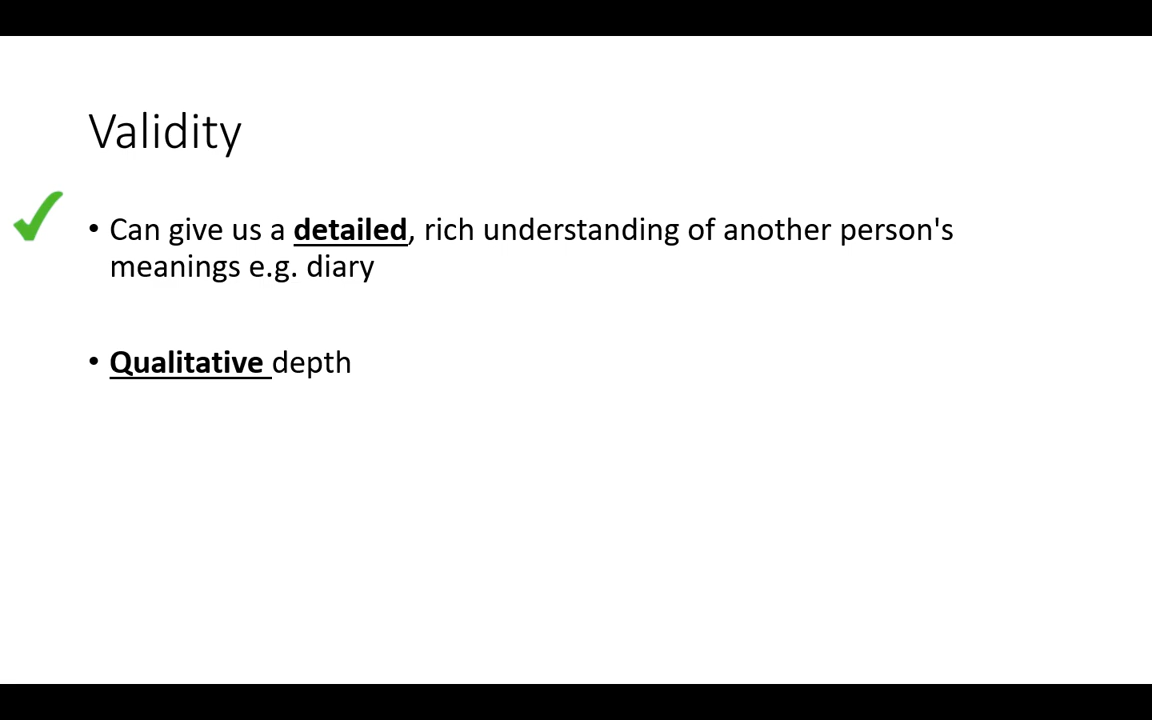 Validity
• Can give us a detailed, rich understanding of another person's
meanings e.g. diary
• Qualitative depth